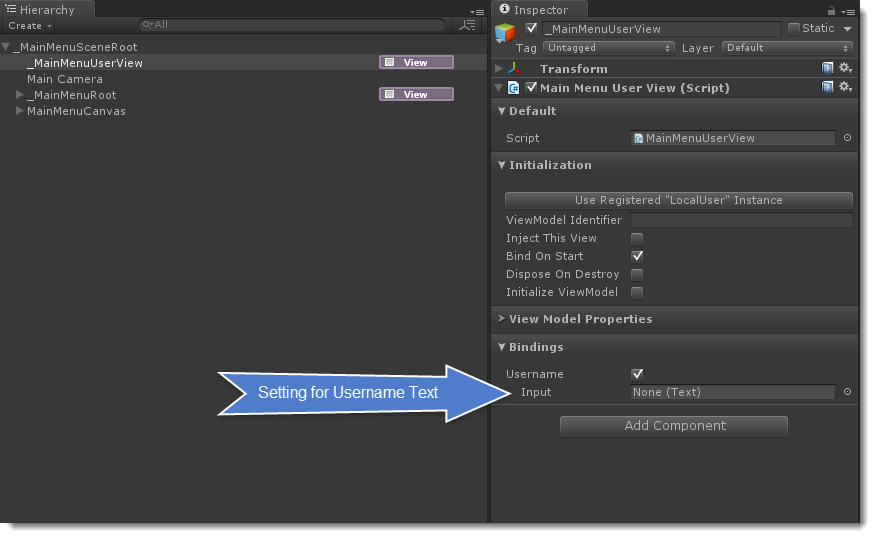 Hierarchy
Create
All
_MainMenuSceneRoot
_MainMenuUserView View
Main Camera
_MainMenuRoot View
MainMenuCanvas
Inspector
_MainMenuUserView Static
Tag Untagged Layer Default
Transform
Main Menu User View (Script)
Default
Script MainMenuUserView
Initialization
Use Registered "LocalUser" Instance
ViewModel Identifier
Inject This View
Bind On Start
Dispose On Destroy
Initialize ViewModel
View Model Properties
Bindings
Username
Setting for Username Text
Input None (Text)
Add Component